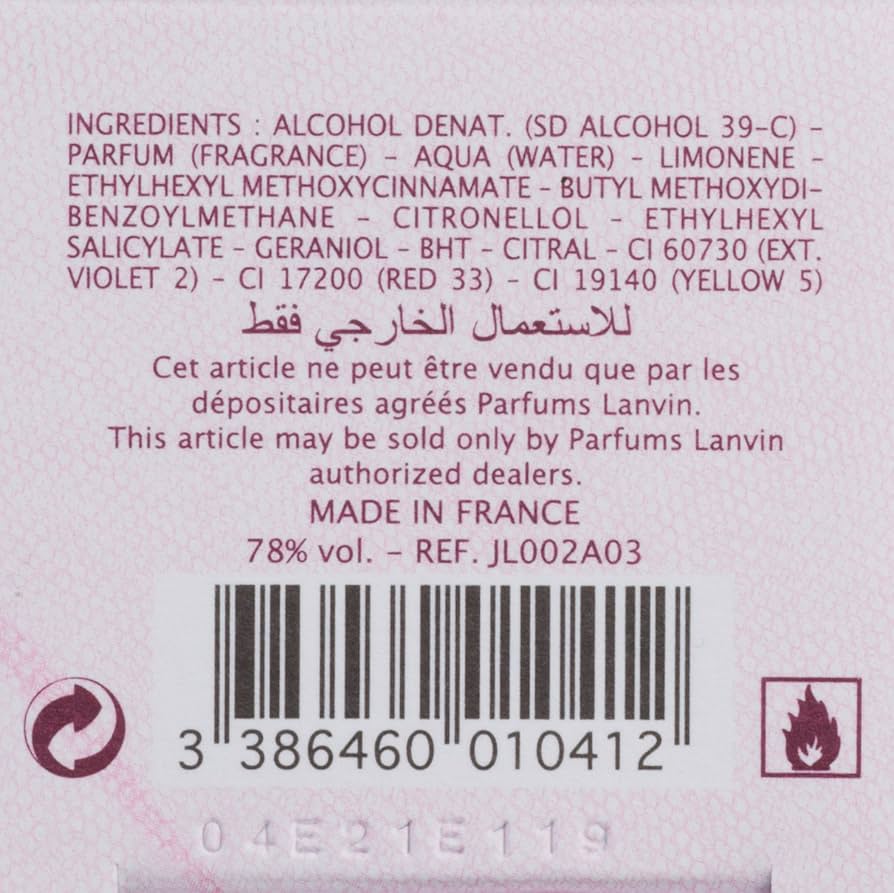 INGREDIENTS : ALCOHOL DENAT. (SD ALCOHOL 39-C) –
PARFUM (FRAGRANCE) – AQUA (WATER) – LIMONENE –
ETHYLHEXYL METHOXYCINNAMATE – BUTYL METHOXYDI-
BENZOYLMETHANE – CITRONELLOL – ETHYLHEXYL
SALICYLATE – GERANIOL – BHT – CITRAL – CI 60730 (EXT.
VIOLET 2) – CI 17200 (RED 33) – CI 19140 (YELLOW 5)
للاستعمال الخارجي فقط
Cet article ne peut être vendu que par les
dépositaires agréés Parfums Lanvin.
This article may be sold only by Parfums Lanvin
authorized dealers.
MADE IN FRANCE
78% vol. – REF. JL002A03
3 386460 010412
04E21E119